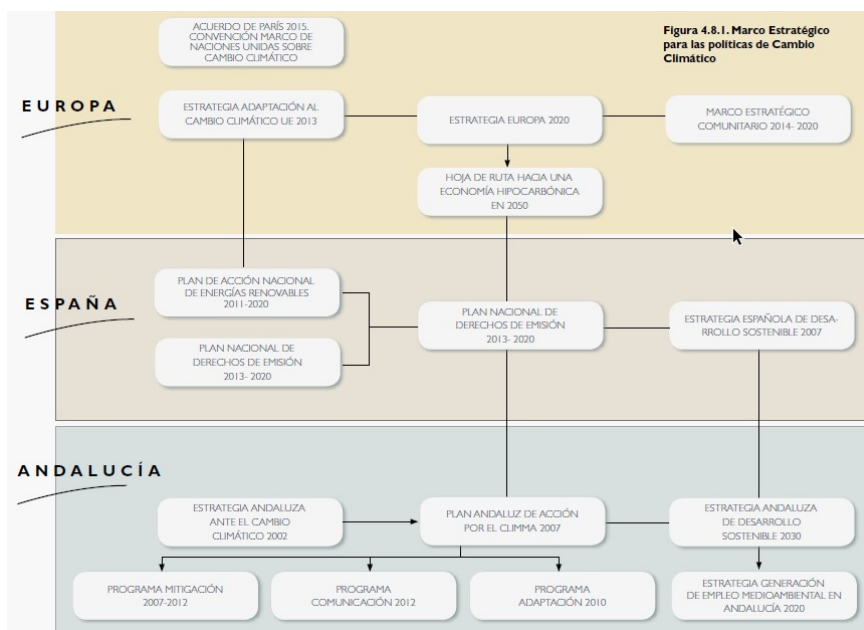 ACUERDO DE PARÍS 2015.
CONVENCIÓN MARCO DE
NACIONES UNIDAS SOBRE
CAMBIO CLIMÁTICO
Figura 4.8.1. Marco Estratégico
para las políticas de Cambio
Climático
EUROPA
ESTRATEGIA ADAPTACIÓN AL
CAMBIO CLIMÁTICO UE 2013
ESTRATEGIA EUROPA 2020
MARCO ESTRATÉGICO
COMUNITARIO 2014- 2020
HOJA DE RUTA HACIA UNA
ECONOMÍA HIPOCARBÓNICA
EN 2050
ESPAÑA
PLAN DE ACCIÓN NACIONAL
DE ENERGÍAS RENOVABLES
2011-2020
PLAN NACIONAL DE
DERECHOS DE EMISIÓN
2013- 2020
PLAN NACIONAL DE
DERECHOS DE EMISIÓN
2013- 2020
ESTRATEGIA ESPAÑOLA DE DESA-
RROLLO SOSTENIBLE 2007
ANDALUCÍA
ESTRATEGIA ANDALUZA
ANTE EL CAMBIO
CLIMÁTICO 2002
PLAN ANDALUZ DE ACCIÓN
POR EL CLIMMA 2007
ESTRATEGIA ANDALUZA
DE DESARROLLO
SOSTENIBLE 2030
PROGRAMA MITIGACIÓN
2007-2012
PROGRAMA
COMUNICACIÓN 2012
PROGRAMA
ADAPTACIÓN 2010
ESTRATEGIA GENERACIÓN
DE EMPLEO MEDIOAMBIENTAL EN
ANDALUCÍA 2020